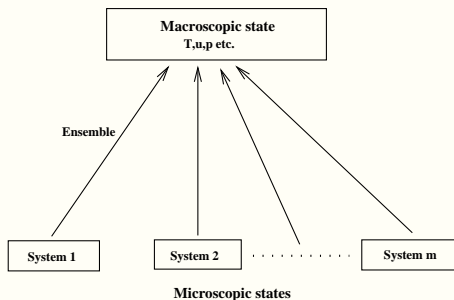 Macroscopic state
T,u,p etc.
Ensemble
System 1
System 2
System m
Microscopic states